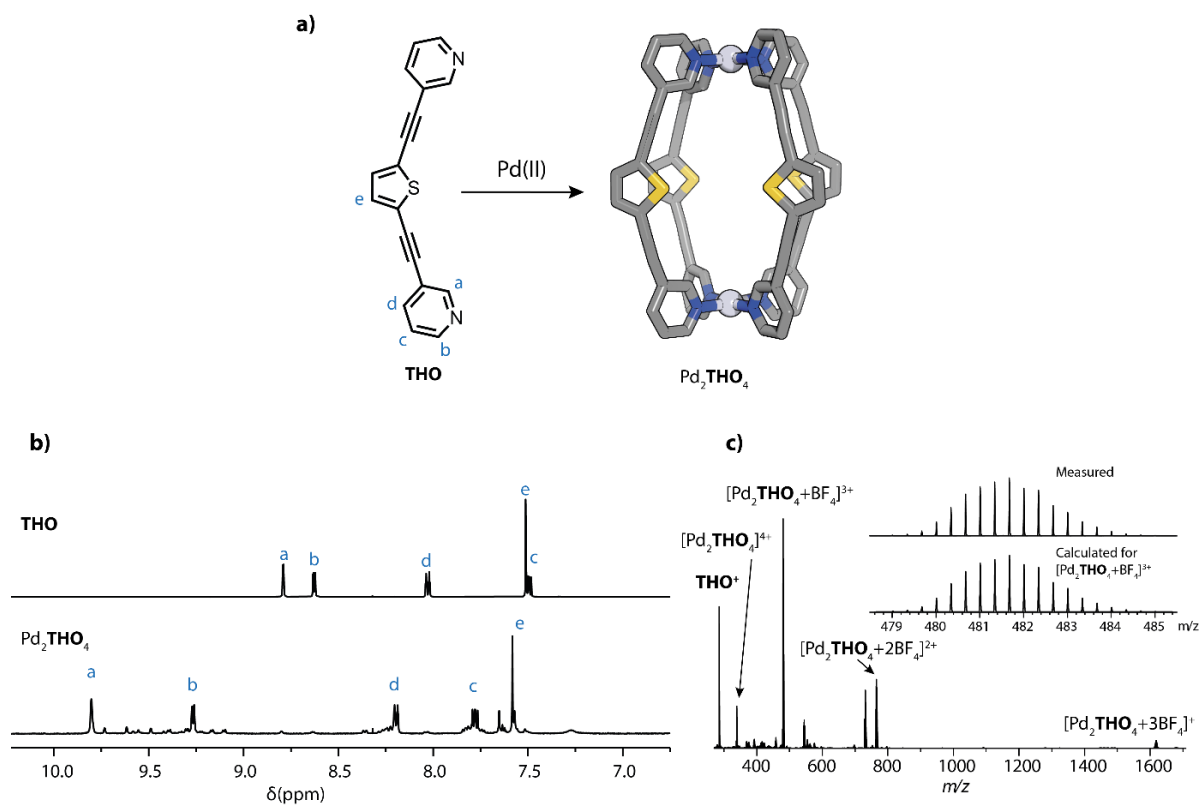 a)
N
S
e
a
d
N
c
b
THO
Pd(II)
Pd₂THO₄
b)
THO
a
b
d
e
c
Pd₂THO₄
a
b
d
c
e
10.0 9.5 9.0 8.5 8.0 7.5 7.0
δ(ppm)
c)
[Pd₂THO₄+BF₄]³⁺
[Pd₂THO₄]⁴⁺
THO⁺
[Pd₂THO₄+2BF₄]²⁺
[Pd₂THO₄+3BF₄]⁺
Measured
Calculated for
[Pd₂THO₄+BF₄]³⁺
479 480 481 482 483 484 485 m/z
400 600 800 1000 1200 1400 1600
m/z